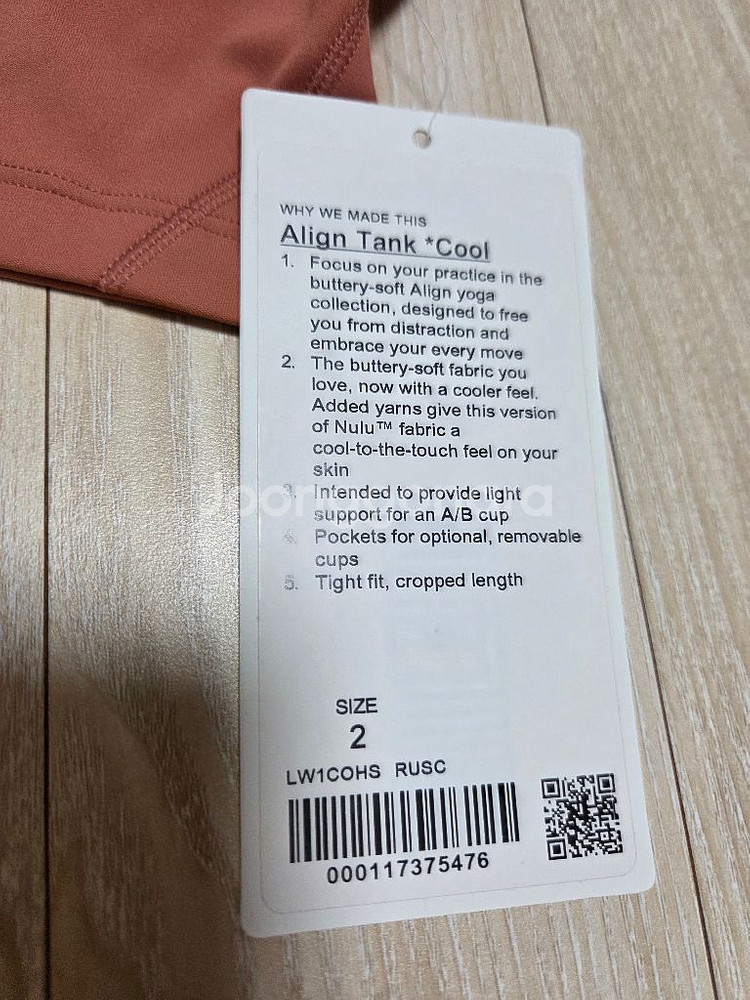 WHY WE MADE THIS
Align Tank *Cool
1. Focus on your practice in the
buttery-soft Align yoga
collection, designed to free
you from distraction and
embrace your every move
2. The buttery-soft fabric you
love, now with a cooler feel.
Added yarns give this version
of Nulu™ fabric a
cool-to-the-touch feel on your
skin
3. Intended to provide light
support for an A/B cup
4. Pockets for optional, removable
cups
5. Tight fit, cropped length
SIZE
2
LW1COHS RUSC
000117375476